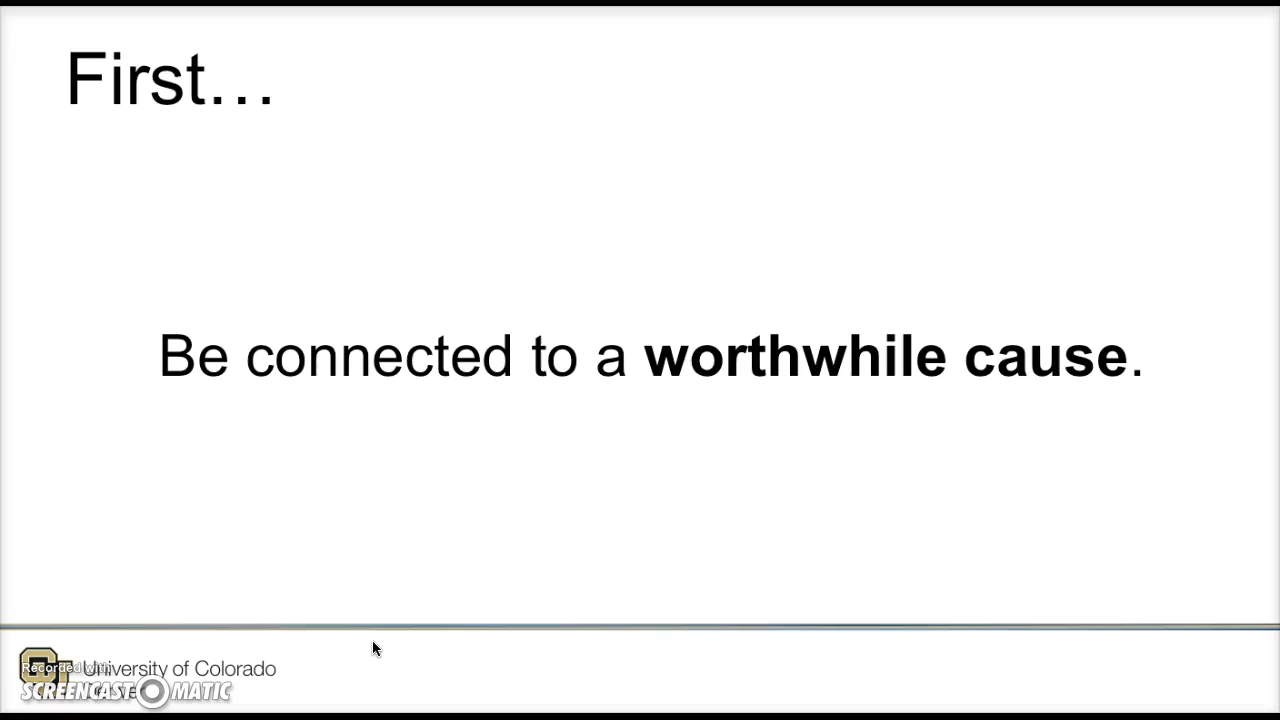 First…
Be connected to a worthwhile cause.
University of Colorado
Recorded with
SCREENCAST MATIC